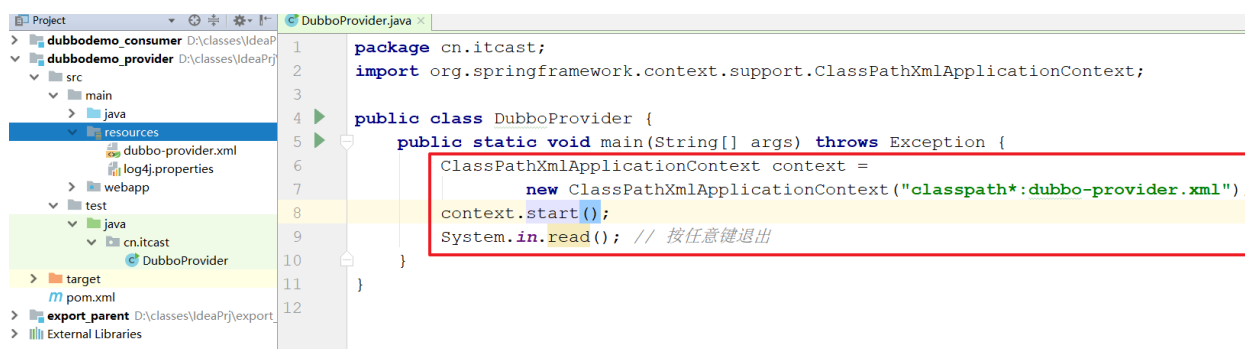 Project
dubbodemo_consumer D:\classes\IdeaP
dubbodemo_provider D:\classes\IdeaPrj\
src
main
java
resources
dubbo-provider.xml
log4j.properties
webapp
test
java
cn.itcast
DubboProvider
target
pom.xml
export_parent D:\classes\IdeaPrj\export_
External Libraries
DubboProvider.java
1 package cn.itcast;
2 import org.springframework.context.support.ClassPathXmlApplicationContext;
3
4 public class DubboProvider {
5 public static void main(String[] args) throws Exception {
6 ClassPathXmlApplicationContext context =
7 new ClassPathXmlApplicationContext("classpath*:dubbo-provider.xml")
8 context.start();
9 System.in.read(); // 按任意键退出
10 }
11 }
12